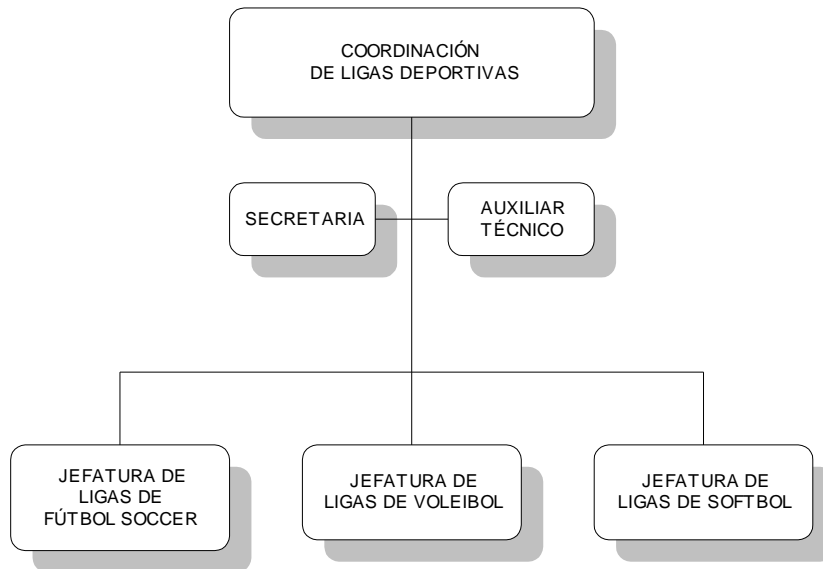 COORDINACIÓN
DE LIGAS DEPORTIVAS
SECRETARIA
AUXILIAR
TÉCNICO
JEFATURA DE
LIGAS DE
FÚTBOL SOCCER
JEFATURA DE
LIGAS DE VOLEIBOL
JEFATURA DE
LIGAS DE SOFTBOL